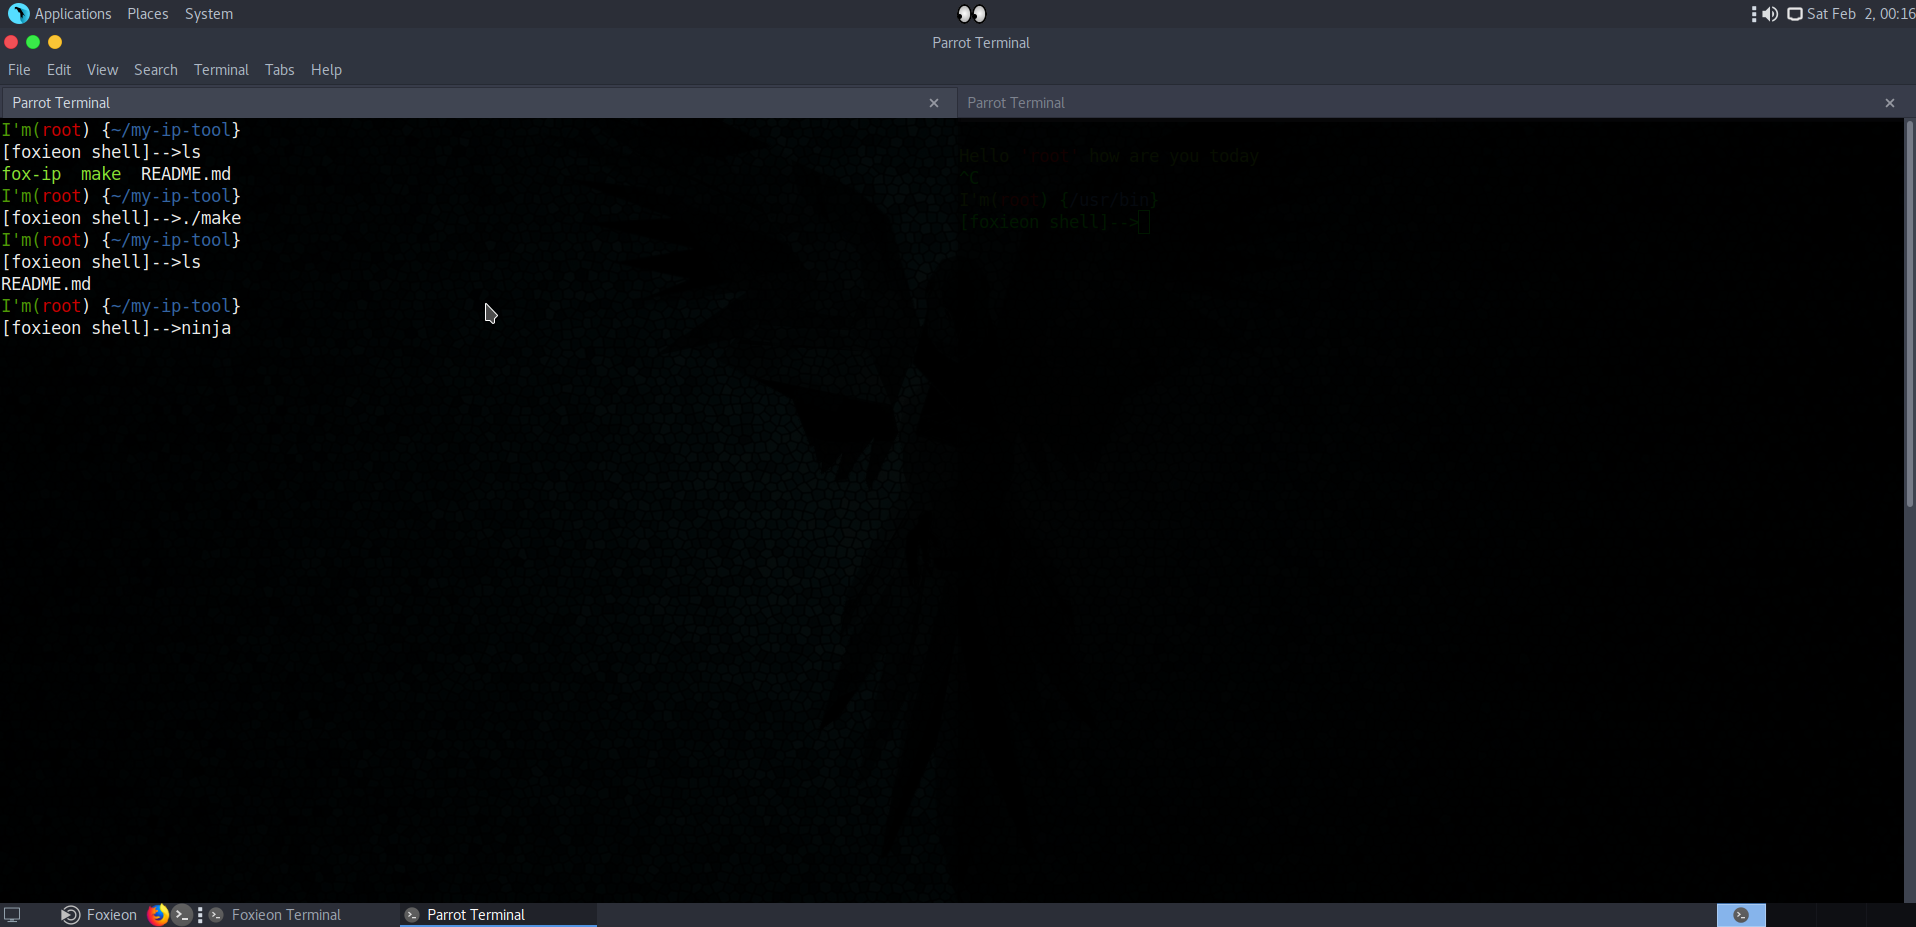 Applications Places System Sat Feb 2, 00:16
Parrot Terminal
File Edit View Search Terminal Tabs Help
Parrot Terminal × Parrot Terminal ×
I'm(root) {~/my-ip-tool}
[foxieon shell]-->ls
fox-ip make README.md
I'm(root) {~/my-ip-tool}
[foxieon shell]-->./make
I'm(root) {~/my-ip-tool}
[foxieon shell]-->ls
README.md
I'm(root) {~/my-ip-tool}
[foxieon shell]-->ninja
Hello root how are you today
^C
I'm(root) {/usr/bin}
[foxieon shell]-->
Foxieon Foxieon Terminal Parrot Terminal